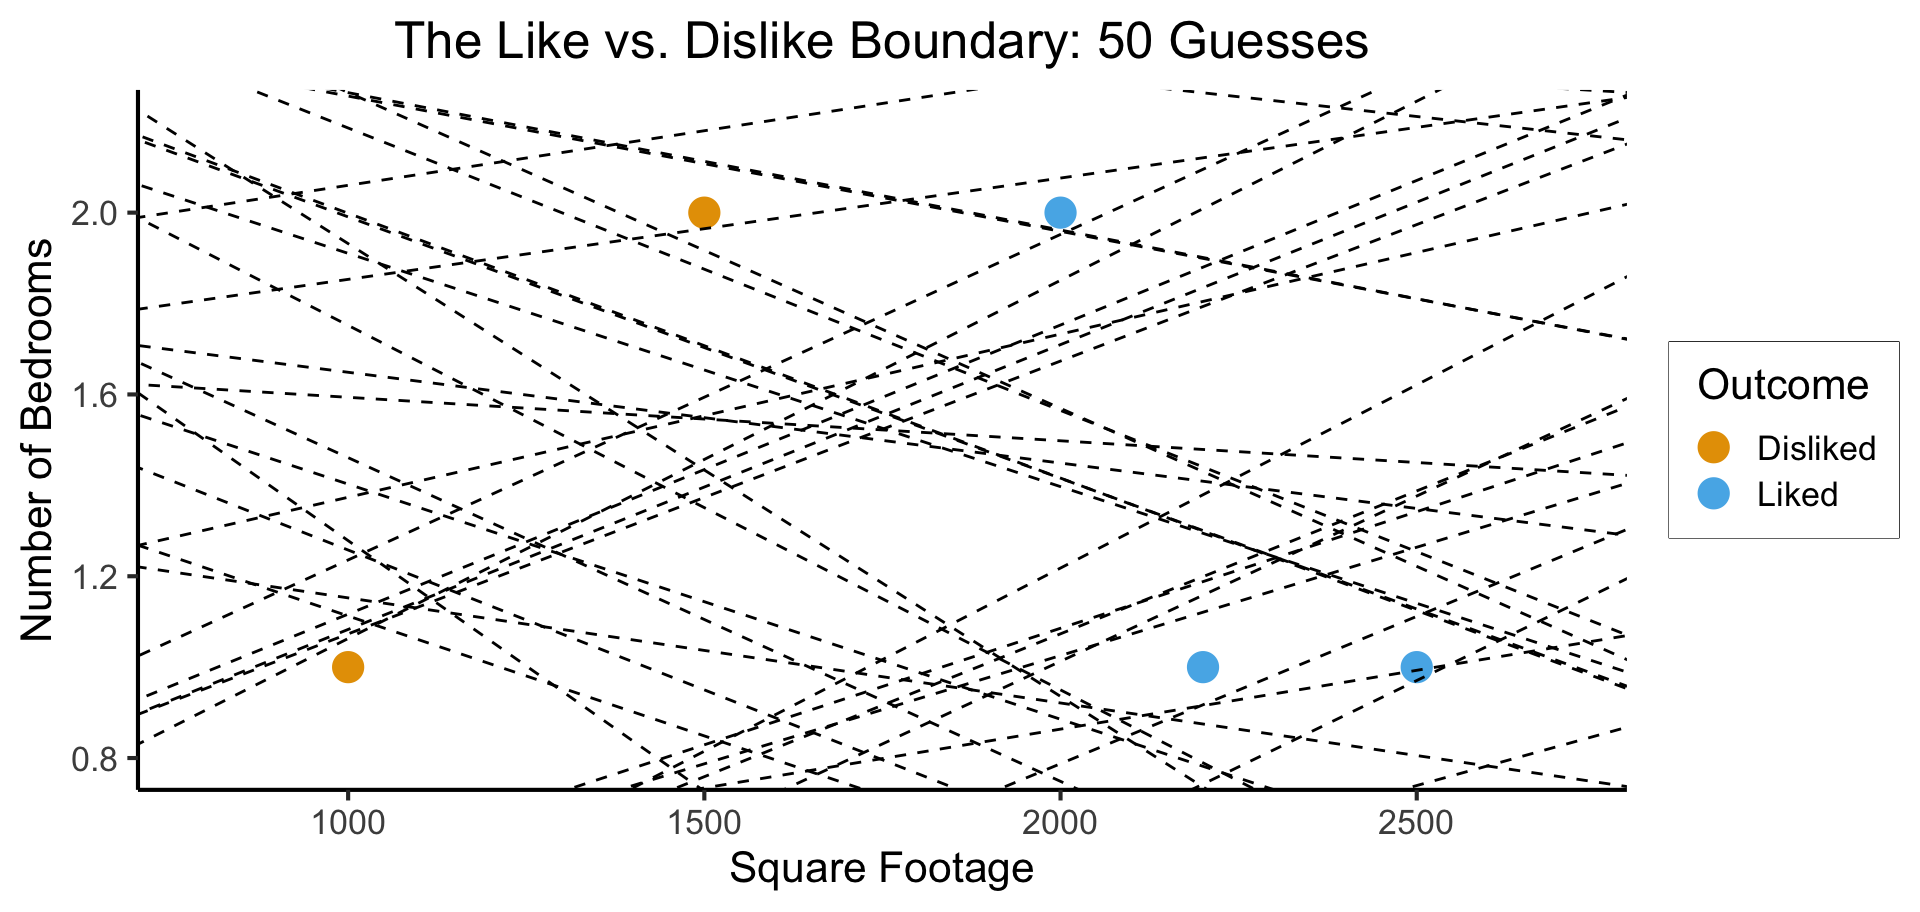 The Like vs. Dislike Boundary: 50 Guesses
Number of Bedrooms
2.0
1.6
1.2
0.8
1000 1500 2000 2500
Square Footage
Outcome
Disliked
Liked